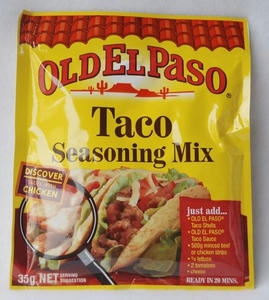 OLD EL PASO®
Taco
Seasoning Mix
DISCOVER
CHICKEN
just add...
• OLD EL PASO®
Taco Shells
• OLD EL PASO®
Taco Sauce
• 500g minced beef
or chicken strips
• ¼ lettuce
• 2 tomatoes
• cheese
35g NET
SERVING
SUGGESTION
READY IN 20 MINS.